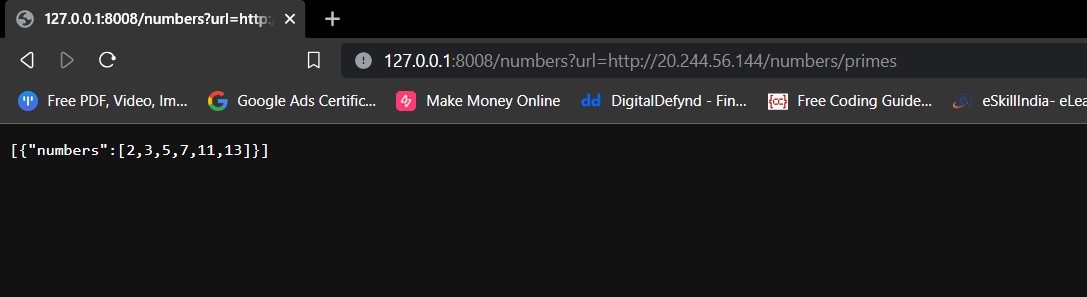 127.0.0.1:8008/numbers?url=http:/
127.0.0.1:8008/numbers?url=http://20.244.56.144/numbers/primes
Free PDF, Video, Im... Google Ads Certific... Make Money Online dd DigitalDefynd - Fin... {cc} Free Coding Guide... eSkillIndia- eLea
[{"numbers":[2,3,5,7,11,13]}]